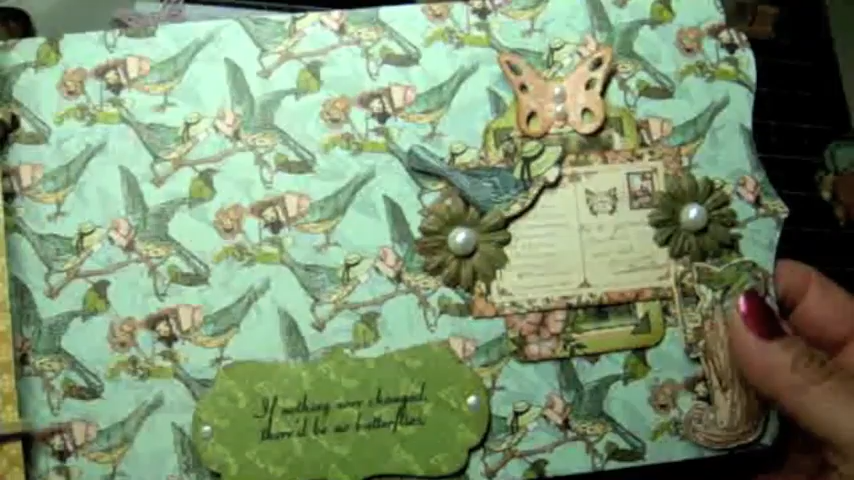 If nothing ever changed,
there'd be no butterflies.